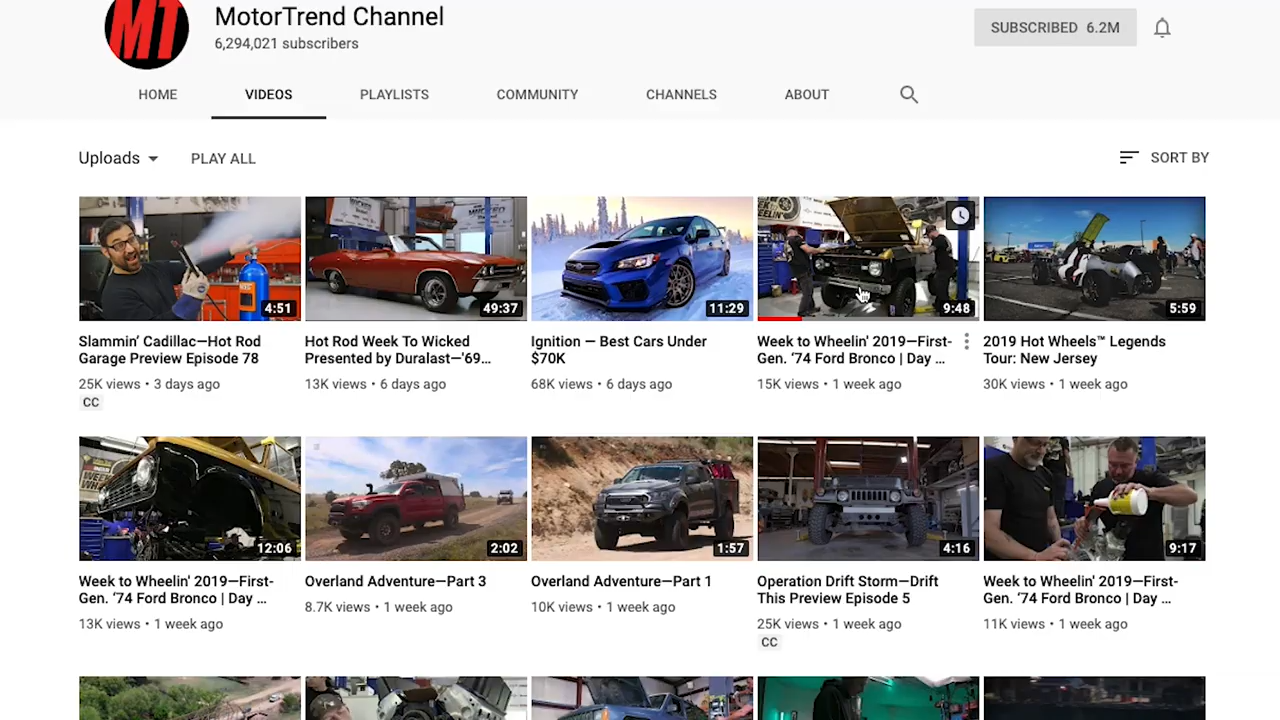 MT
MotorTrend Channel
6,294,021 subscribers
SUBSCRIBED 6.2M
HOME VIDEOS PLAYLISTS COMMUNITY CHANNELS ABOUT
Uploads PLAY ALL SORT BY
4:51 49:37 11:29 9:48 5:59
Slammin’ Cadillac—Hot Rod
Garage Preview Episode 78
25K views • 3 days ago
CC
Hot Rod Week To Wicked
Presented by Duralast—'69...
13K views • 6 days ago
Ignition — Best Cars Under
$70K
68K views • 6 days ago
Week to Wheelin' 2019—First-
Gen. ‘74 Ford Bronco | Day ...
15K views • 1 week ago
2019 Hot Wheels™ Legends
Tour: New Jersey
30K views • 1 week ago
12:06 2:02 1:57 4:16 9:17
Week to Wheelin' 2019—First-
Gen. ‘74 Ford Bronco | Day ...
13K views • 1 week ago
Overland Adventure—Part 3
8.7K views • 1 week ago
Overland Adventure—Part 1
10K views • 1 week ago
Operation Drift Storm—Drift
This Preview Episode 5
25K views • 1 week ago
CC
Week to Wheelin' 2019—First-
Gen. ‘74 Ford Bronco | Day ...
11K views • 1 week ago